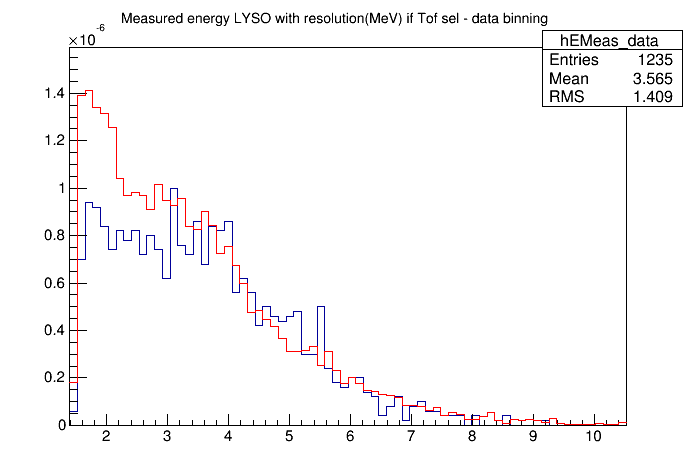 Measured energy LYSO with resolution(MeV) if Tof sel - data binning
×10-6
hEMeas_data
Entries 1235
Mean 3.565
RMS 1.409
1.4
1.2
1
0.8
0.6
0.4
0.2
0
2 3 4 5 6 7 8 9 10